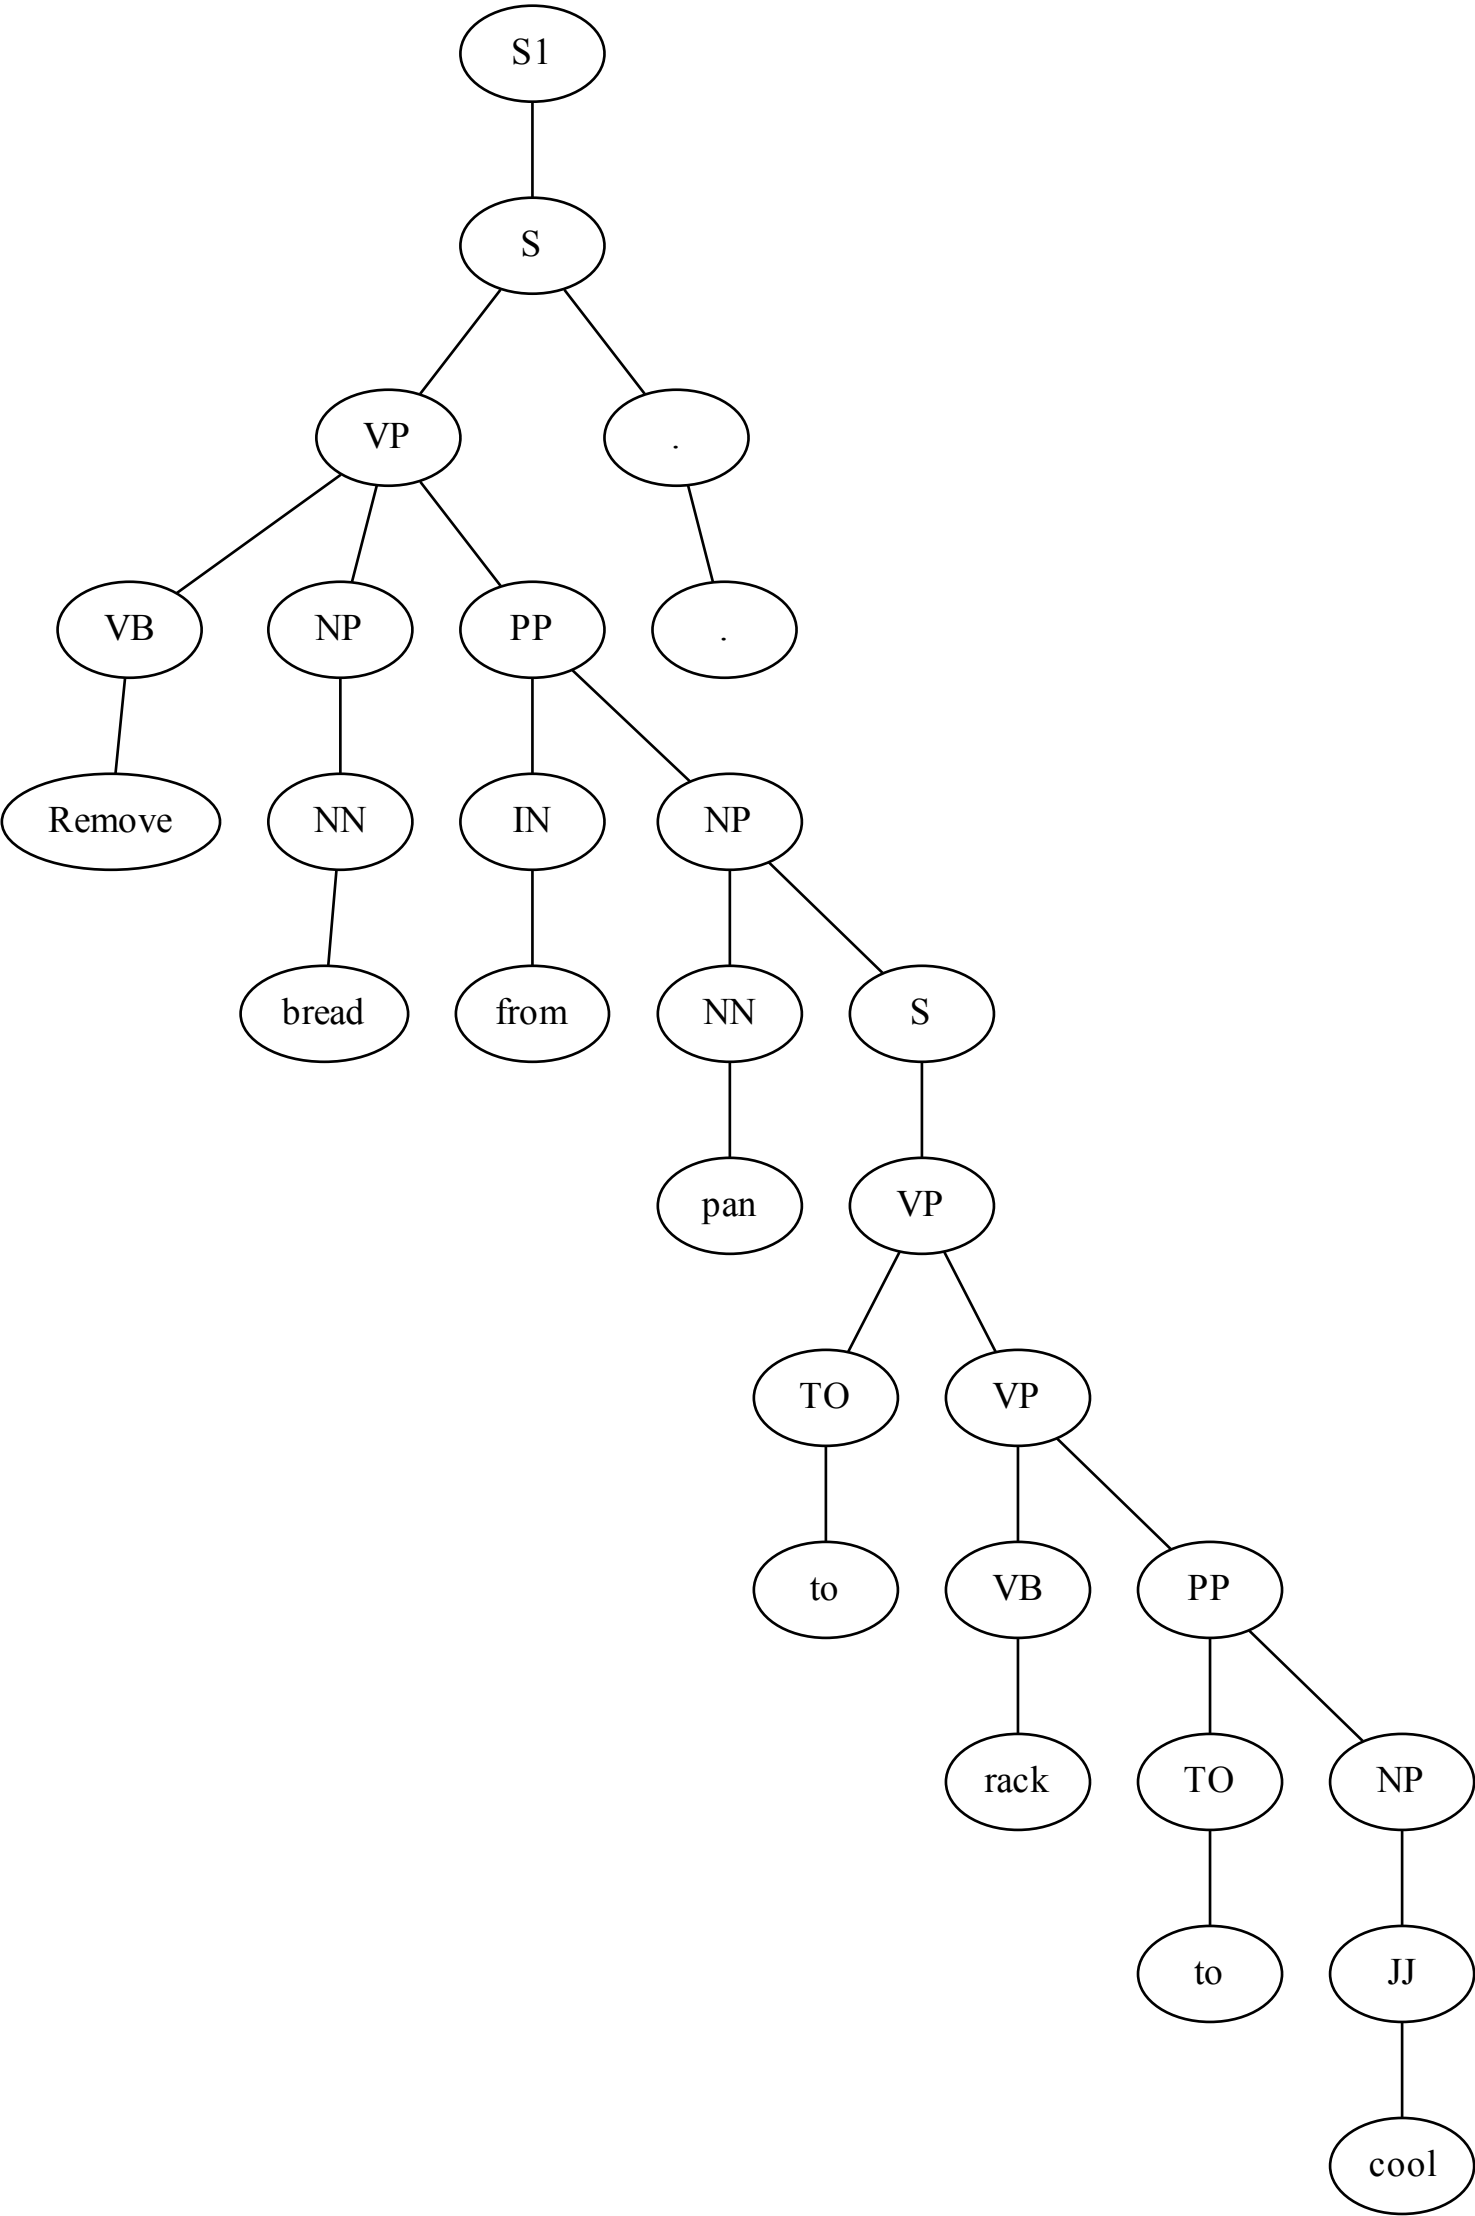 S1
S
VP .
VB NP PP .
Remove NN IN NP
bread from NN S
pan VP
TO VP
to VB PP
rack TO NP
to JJ
cool